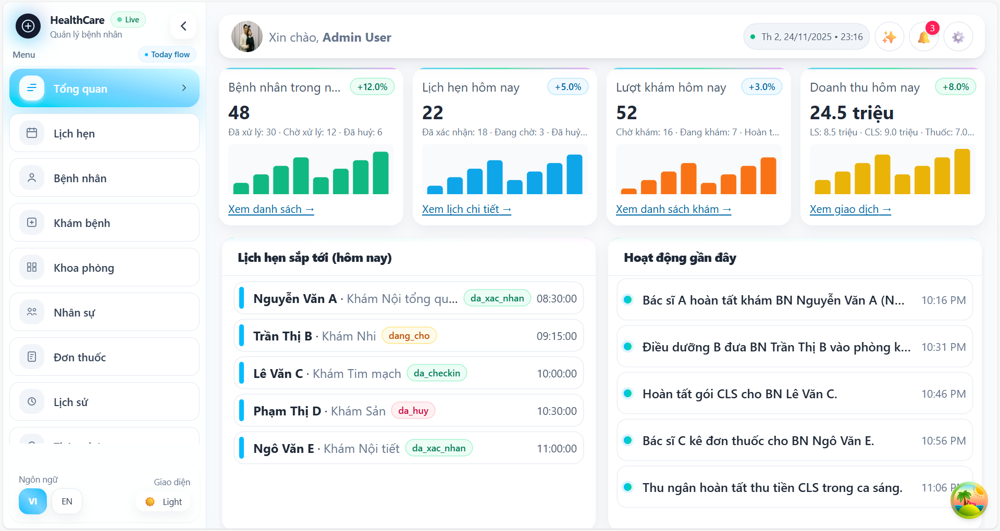 HealthCare
Live
Quản lý bệnh nhân
Menu
Today flow
Tổng quan
Lịch hẹn
Bệnh nhân
Khám bệnh
Khoa phòng
Nhân sự
Đơn thuốc
Lịch sử
Ngôn ngữ
Giao diện
VI
EN
Light
Xin chào, Admin User
Th 2, 24/11/2025 • 23:16
3
Bệnh nhân trong n...
+12.0%
48
Đã xử lý: 30 · Chờ xử lý: 12 · Đã huỷ: 6
Xem danh sách →
Lịch hẹn hôm nay
+5.0%
22
Đã xác nhận: 18 · Đang chờ: 3 · Đã huỷ...
Xem lịch chi tiết →
Lượt khám hôm nay
+3.0%
52
Chờ khám: 16 · Đang khám: 7 · Hoàn t...
Xem danh sách khám →
Doanh thu hôm nay
+8.0%
24.5 triệu
LS: 8.5 triệu · CLS: 9.0 triệu · Thuốc: 7.0...
Xem giao dịch →
Lịch hẹn sắp tới (hôm nay)
Nguyễn Văn A · Khám Nội tổng qu... da_xac_nhan 08:30:00
Trần Thị B · Khám Nhi dang_cho 09:15:00
Lê Văn C · Khám Tim mạch da_checkin 10:00:00
Phạm Thị D · Khám Sản da_huy 10:30:00
Ngô Văn E · Khám Nội tiết da_xac_nhan 11:00:00
Hoạt động gần đây
Bác sĩ A hoàn tất khám BN Nguyễn Văn A (N... 10:16 PM
Điều dưỡng B đưa BN Trần Thị B vào phòng k... 10:31 PM
Hoàn tất gói CLS cho BN Lê Văn C. 10:46 PM
Bác sĩ C kê đơn thuốc cho BN Ngô Văn E. 10:56 PM
Thu ngân hoàn tất thu tiền CLS trong ca sáng. 11:06